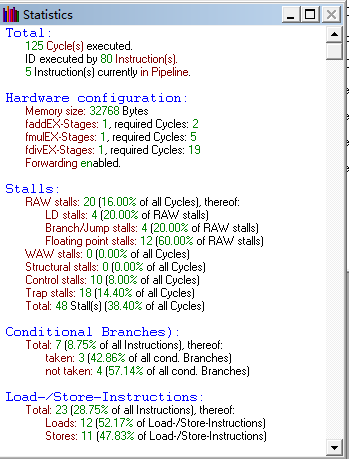 Statistics
Total:
125 Cycle(s) executed.
ID executed by 80 Instruction(s).
5 Instruction(s) currently in Pipeline.
Hardware configuration:
Memory size: 32768 Bytes
faddEX-Stages: 1, required Cycles: 2
fmulEX-Stages: 1, required Cycles: 5
fdivEX-Stages: 1, required Cycles: 19
Forwarding enabled.
Stalls:
RAW stalls: 20 (16.00% of all Cycles), thereof:
LD stalls: 4 (20.00% of RAW stalls)
Branch/Jump stalls: 4 (20.00% of RAW stalls)
Floating point stalls: 12 (60.00% of RAW stalls)
WAW stalls: 0 (0.00% of all Cycles)
Structural stalls: 0 (0.00% of all Cycles)
Control stalls: 10 (8.00% of all Cycles)
Trap stalls: 18 (14.40% of all Cycles)
Total: 48 Stall(s) (38.40% of all Cycles)
Conditional Branches):
Total: 7 (8.75% of all Instructions), thereof:
taken: 3 (42.86% of all cond. Branches)
not taken: 4 (57.14% of all cond. Branches)
Load-/Store-Instructions:
Total: 23 (28.75% of all Instructions), thereof:
Loads: 12 (52.17% of Load-/Store-Instructions)
Stores: 11 (47.83% of Load-/Store-Instructions)